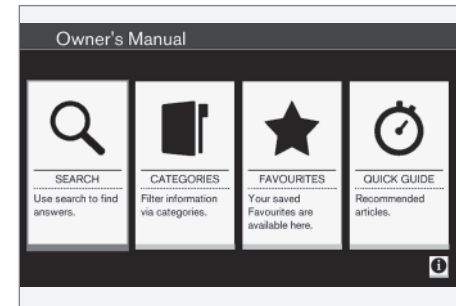 Owner's Manual
SEARCH
Use search to find
answers.
CATEGORIES
Filter information
via categories.
FAVOURITES
Your saved
Favourites are
available here.
QUICK GUIDE
Recommended
articles.